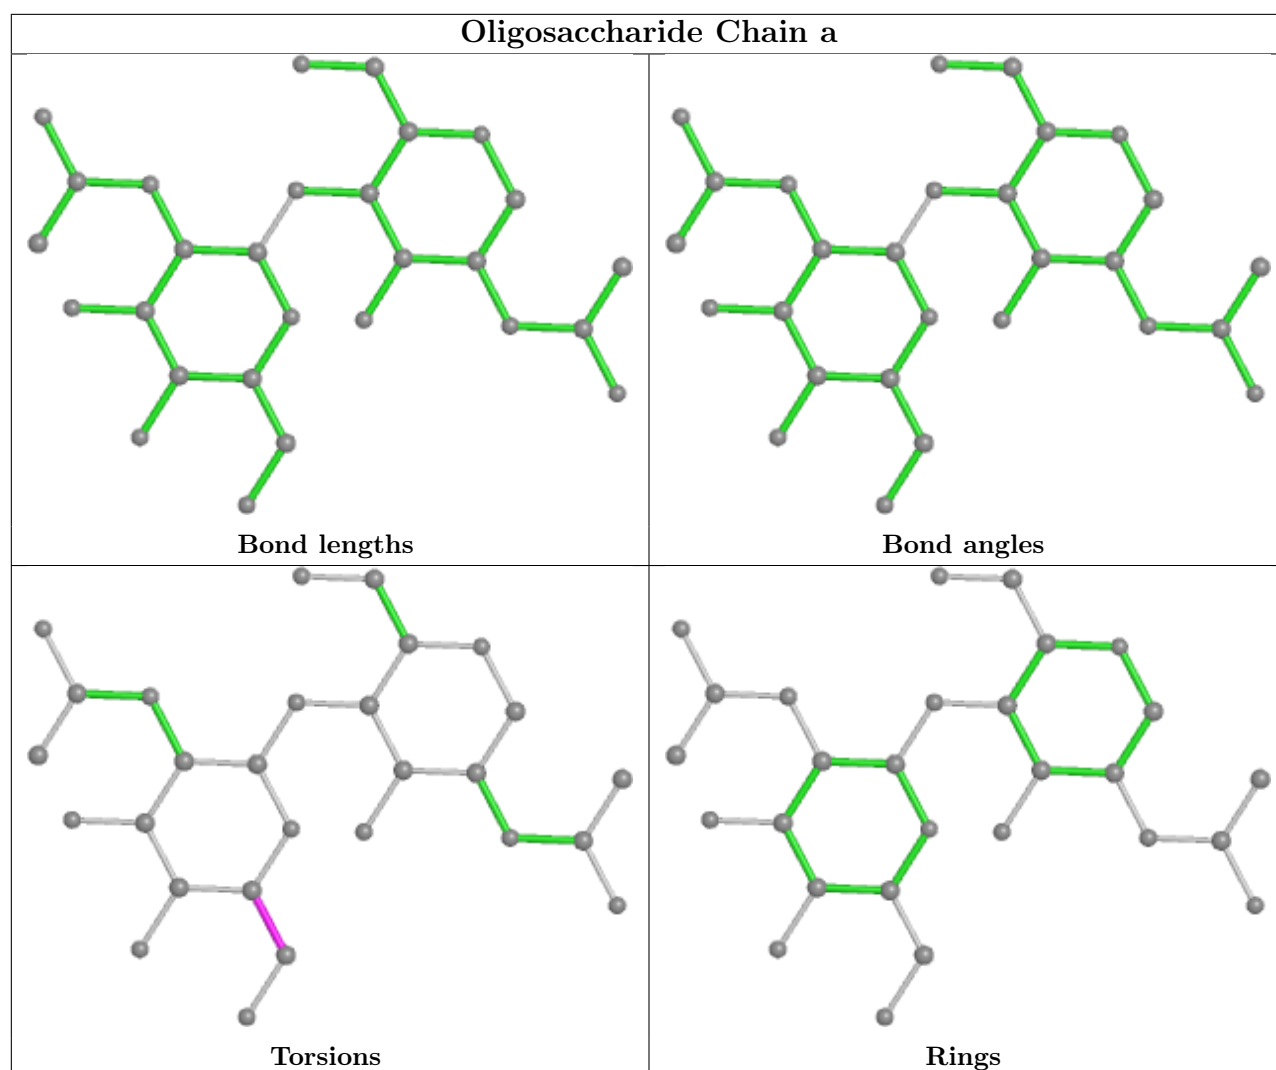 Oligosaccharide Chain a
Bond lengths
Bond angles
Torsions
Rings